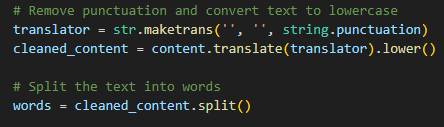 # Remove punctuation and convert text to lowercase
translator = str.maketrans('', '', string.punctuation)
cleaned_content = content.translate(translator).lower()
# Split the text into words
words = cleaned_content.split()